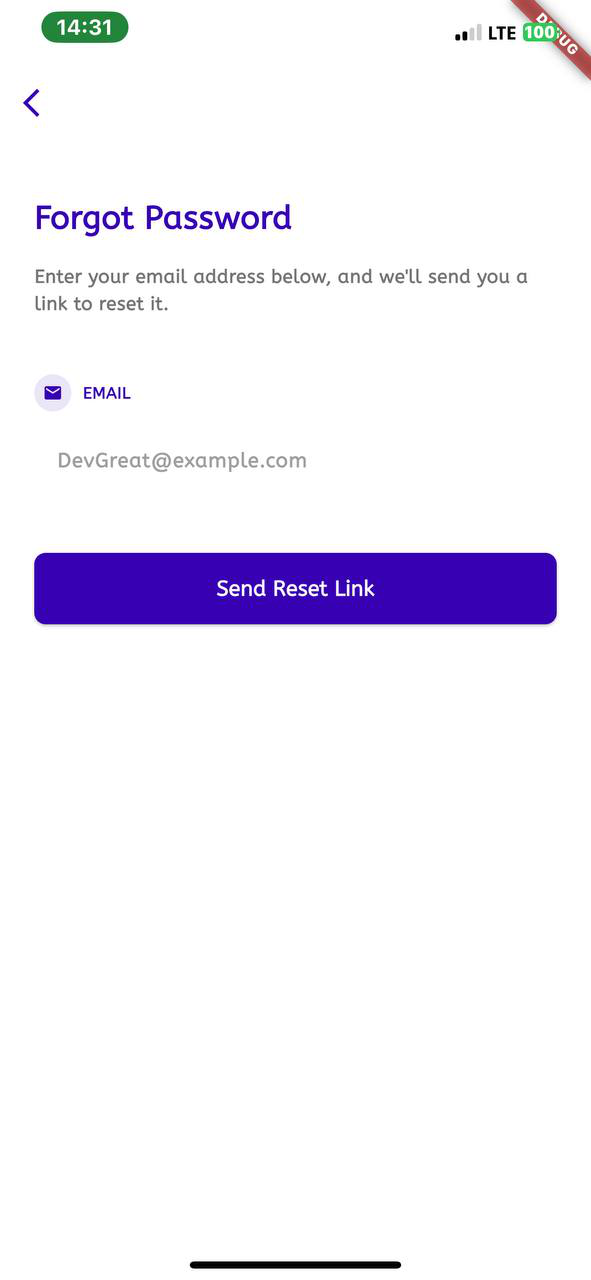 14:31
LTE
100
DEBUG
Forgot Password
Enter your email address below, and we'll send you a
link to reset it.
EMAIL
DevGreat@example.com
Send Reset Link